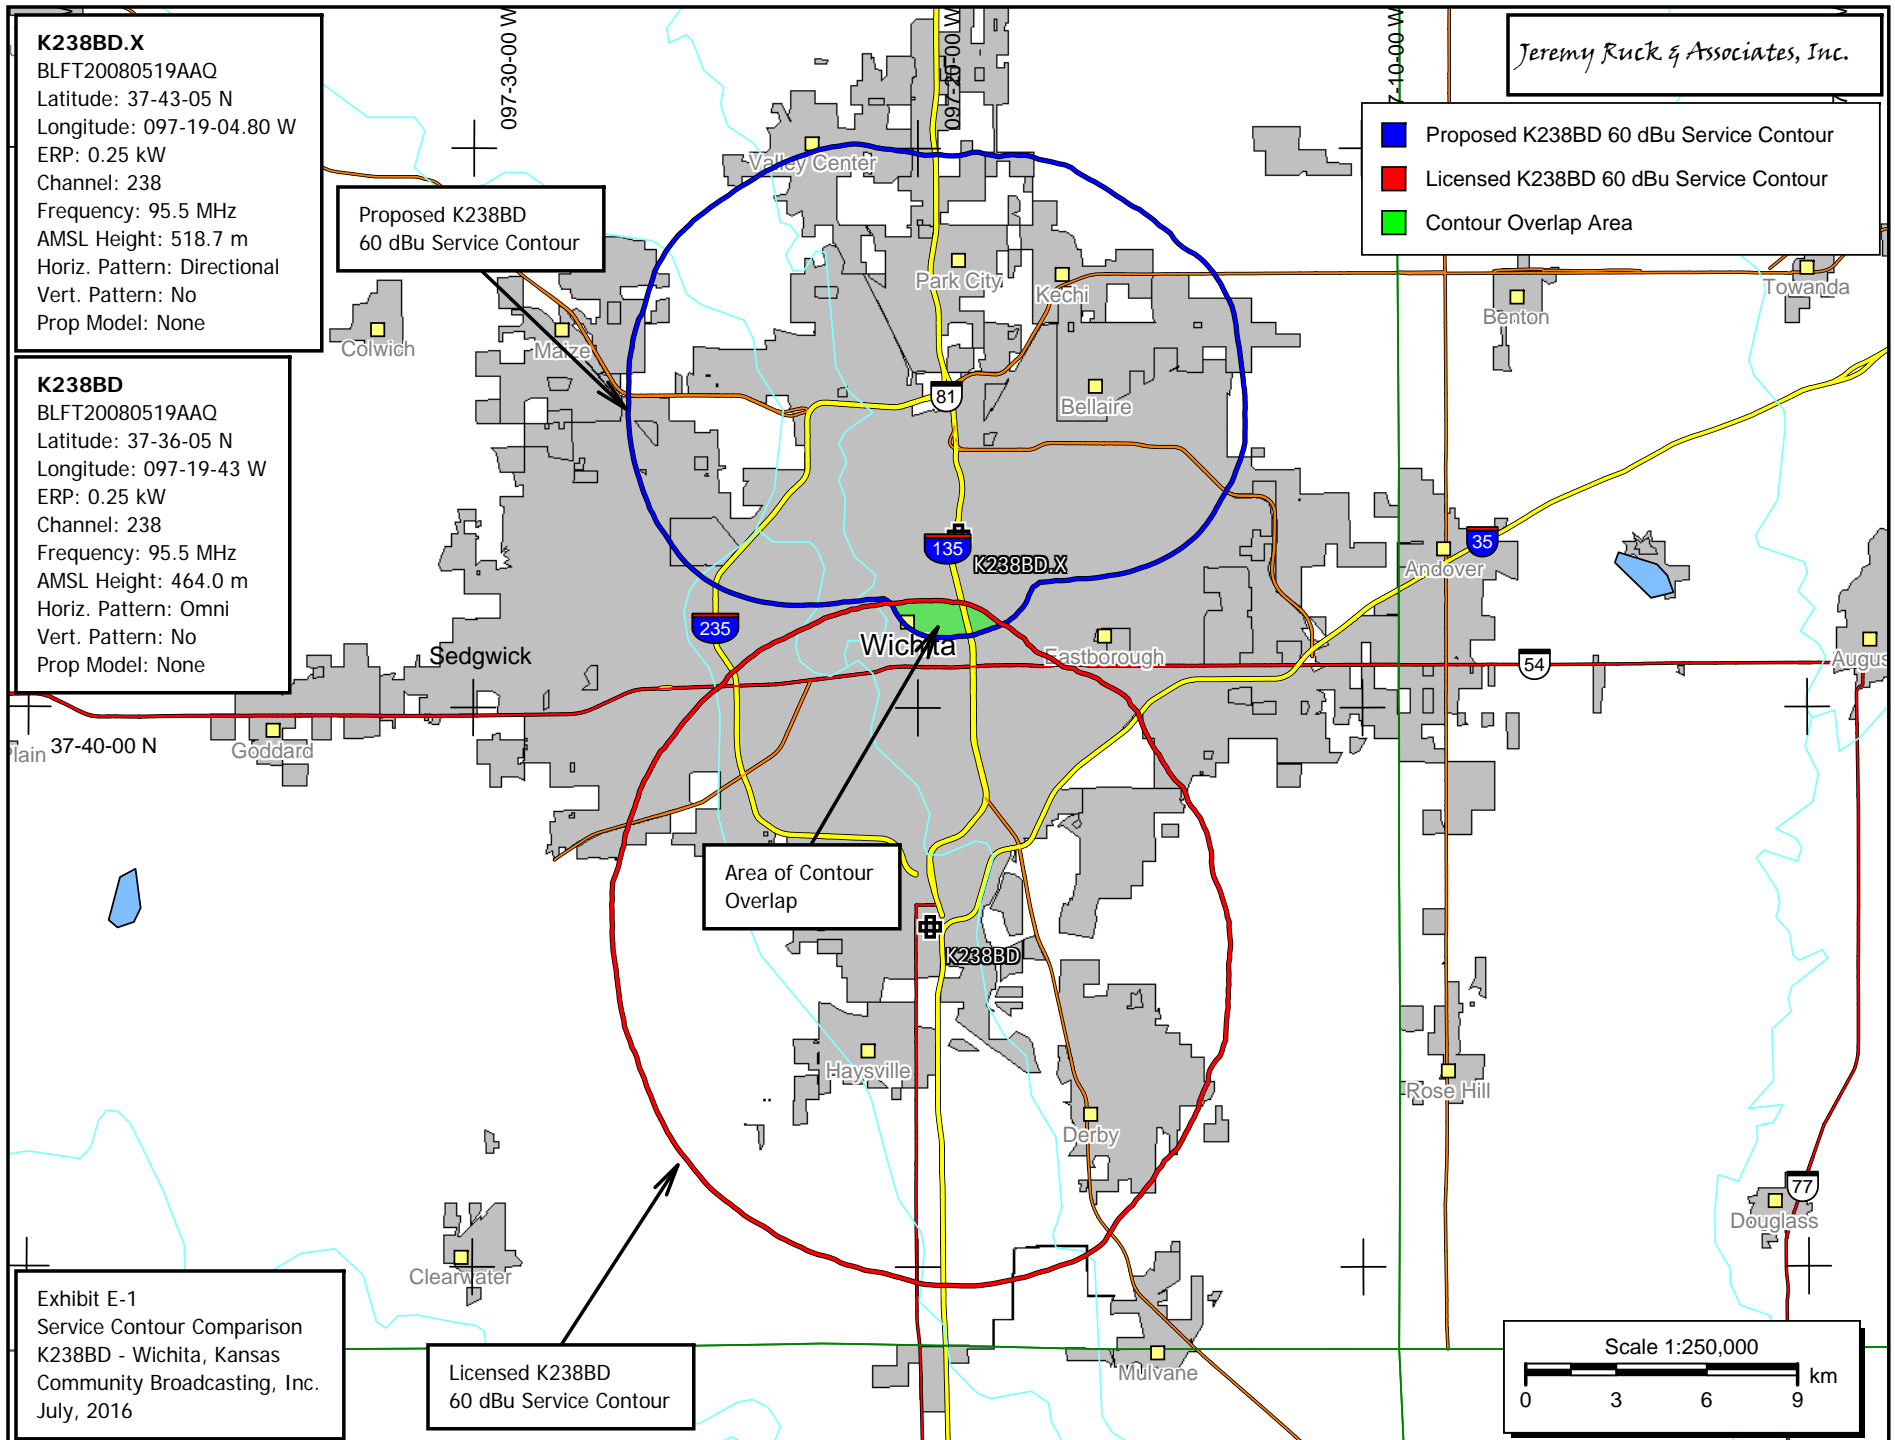 K238BD.X
BLFT20080519AAQ
Latitude: 37-43-05 N
Longitude: 097-19-04.80 W
ERP: 0.25 kW
Channel: 238
Frequency: 95.5 MHz
AMSL Height: 518.7 m
Horiz. Pattern: Directional
Vert. Pattern: No
Prop Model: None
K238BD
BLFT20080519AAQ
Latitude: 37-36-05 N
Longitude: 097-19-43 W
ERP: 0.25 kW
Channel: 238
Frequency: 95.5 MHz
AMSL Height: 464.0 m
Horiz. Pattern: Omni
Vert. Pattern: No
Prop Model: None
097-30-00 W
097-20-00 W
7-10-00 W
Jeremy Ruck & Associates, Inc.
Proposed K238BD 60 dBu Service Contour
Licensed K238BD 60 dBu Service Contour
Contour Overlap Area
Proposed K238BD
60 dBu Service Contour
Valley Center
Park City
Kechi
Benton
Towanda
Colwich
Maize
81
Bellaire
135
K238BD.X
35
Andover
235
Wichita
Eastborough
Sedgwick
54
Augus
Goddard
Plain
37-40-00 N
Area of Contour
Overlap
K238BD
Haysville
Derby
Rose Hill
77
Douglass
Clearwater
Mulvane
Exhibit E-1
Service Contour Comparison
K238BD - Wichita, Kansas
Community Broadcasting, Inc.
July, 2016
Licensed K238BD
60 dBu Service Contour
Scale 1:250,000
km
0 3 6 9